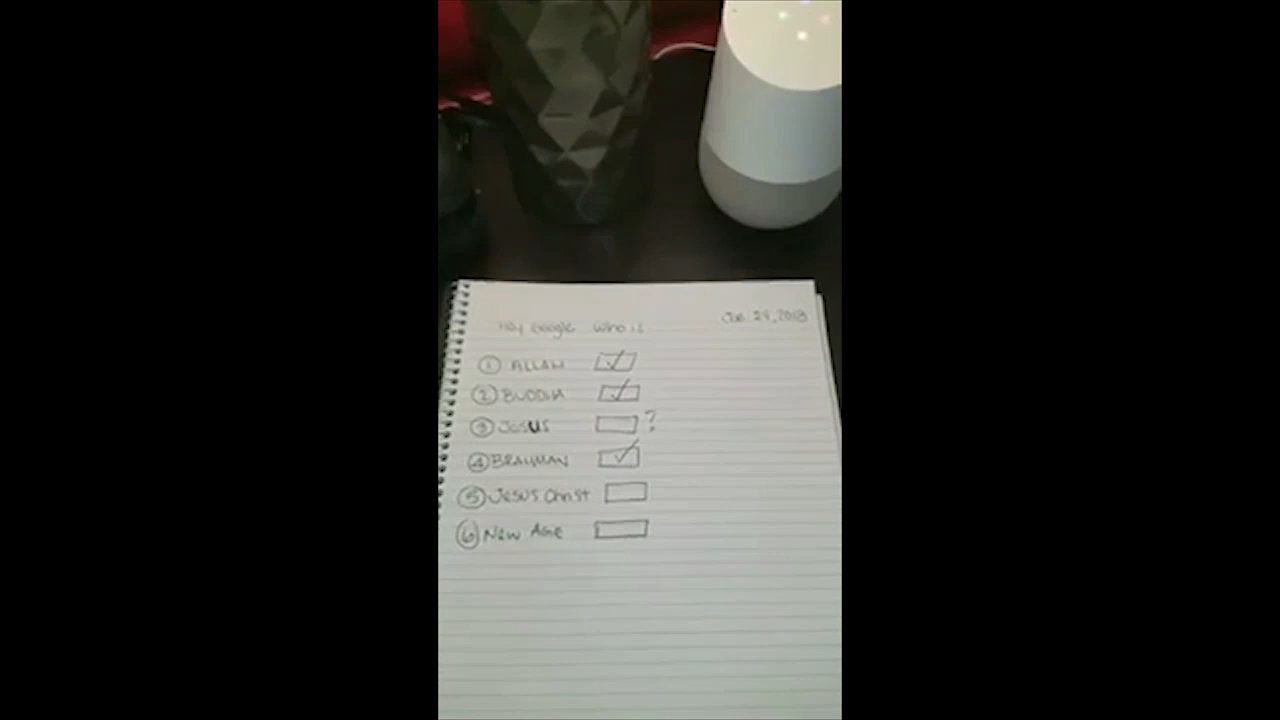 Hey Google Who is
Jan 24, 2018
1 ALLAH ✓
2 BUDDHA ✓
3 JESUS ?
4 BRAHMAN ✓
5 JESUS Christ
6 New Age